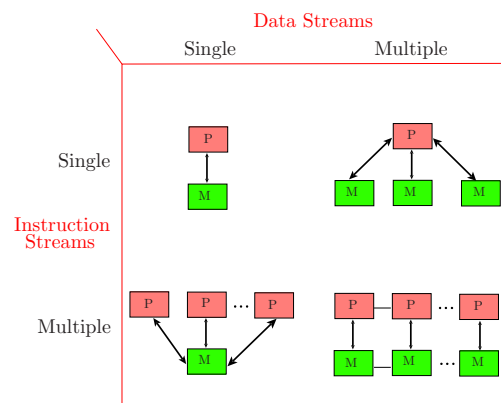 Data Streams
Single Multiple
Single
P P
M M M M
Instruction
Streams
Multiple
P P ... P P P ... P
M M M ... M